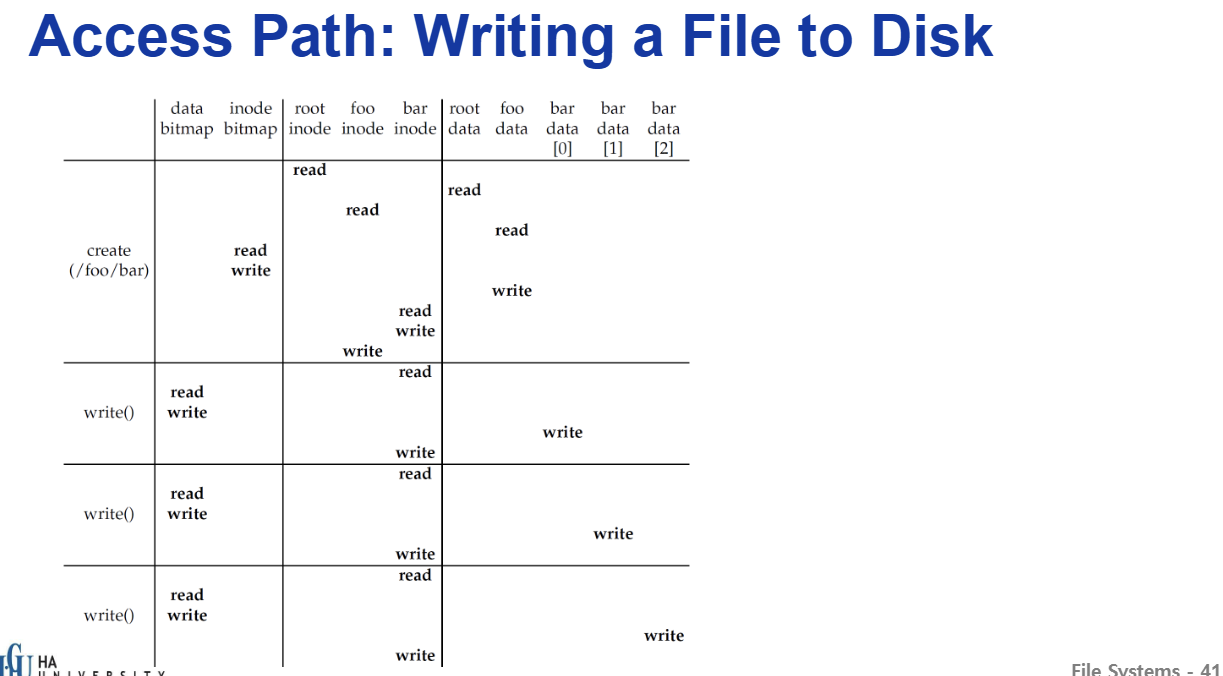 Access Path: Writing a File to Disk
data inode root foo bar root foo bar bar bar
bitmap bitmap inode inode inode data data data data data
[0] [1] [2]
read
read
read
read
create read
(/foo/bar) write
write
read
write
write
read
read
write() write
write
write
read
read
write() write
write
write
read
read
write() write
write
write
HA
UNIVERSITY
File Systems - 41